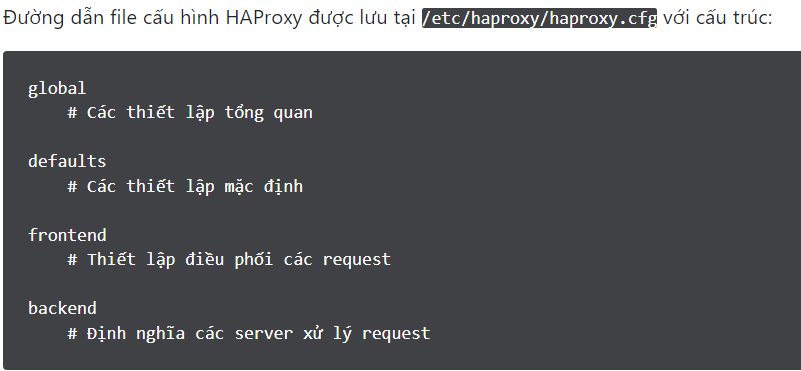 Đường dẫn file cấu hình HAProxy được lưu tại /etc/haproxy/haproxy.cfg với cấu trúc:
global
# Các thiết lập tổng quan
defaults
# Các thiết lập mặc định
frontend
# Thiết lập điều phối các request
backend
# Định nghĩa các server xử lý request